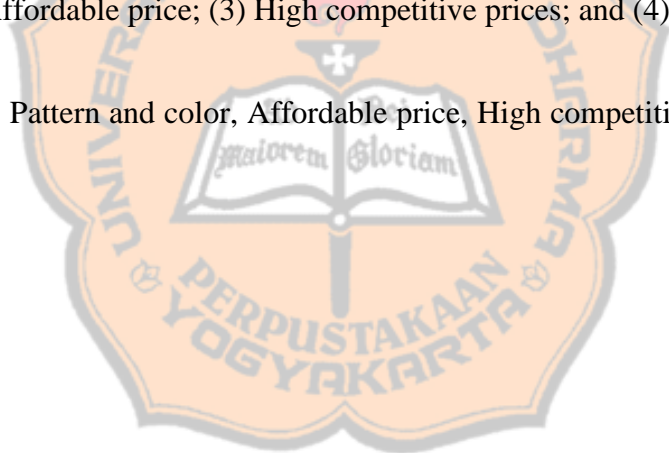 ffordable price; (3) High competitive prices; and (4)
Pattern and color, Affordable price, High competiti
Dei
Maiorem Gloriam
PERPUSTAKAAN
YOGYAKARTA